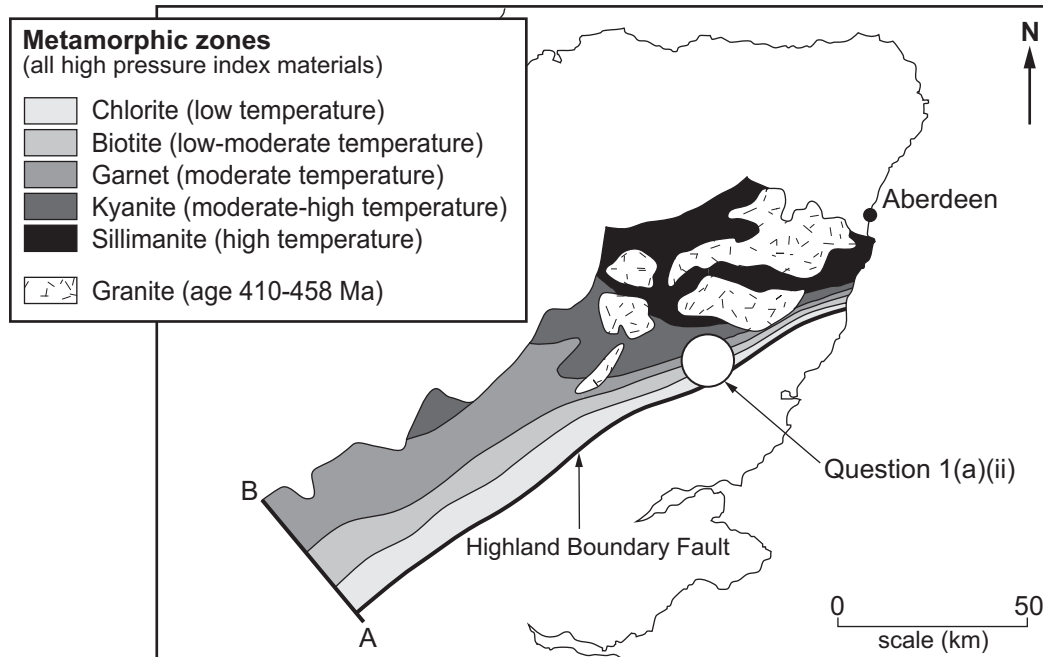 Metamorphic zones
(all high pressure index materials)
Chlorite (low temperature)
Biotite (low-moderate temperature)
Garnet (moderate temperature)
Kyanite (moderate-high temperature)
Sillimanite (high temperature)
Granite (age 410-458 Ma)
N
Aberdeen
B
Question 1(a)(ii)
Highland Boundary Fault
A
0 50
scale (km)